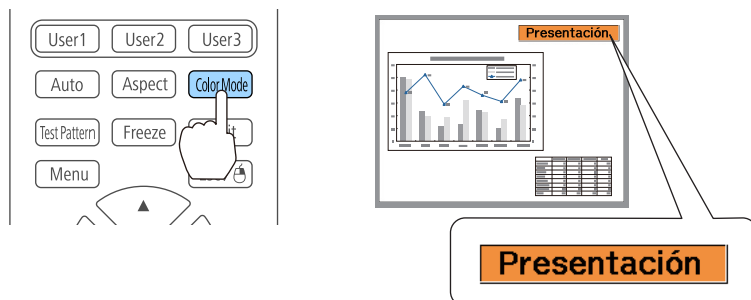 User1 User2 User3
Auto Aspect Color Mode
Test Pattern Freeze
Menu
Presentación
Presentación